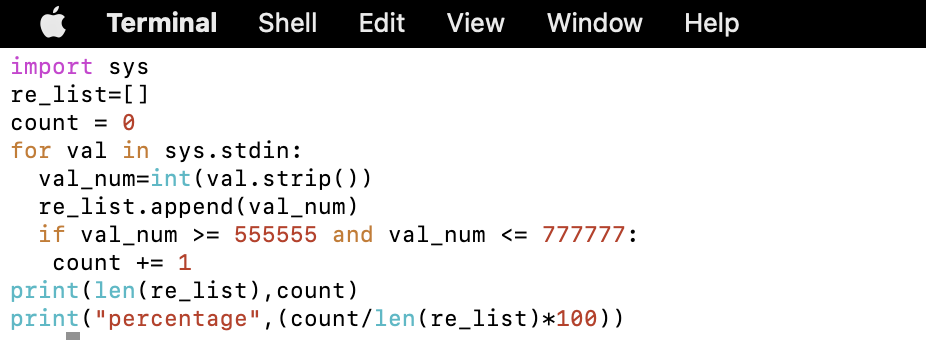 Terminal Shell Edit View Window Help
import sys
re_list=[]
count = 0
for val in sys.stdin:
  val_num=int(val.strip())
  re_list.append(val_num)
  if val_num >= 555555 and val_num <= 777777:
   count += 1
print(len(re_list),count)
print("percentage",(count/len(re_list)*100))